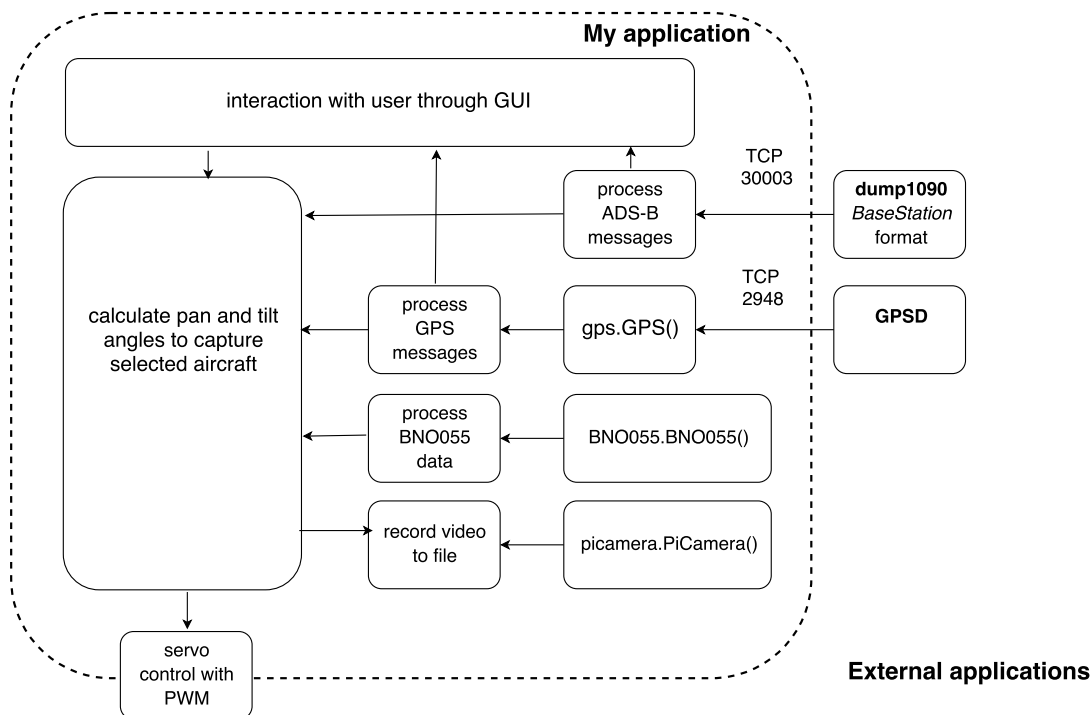 My application
interaction with user through GUI
TCP
30003
process
ADS-B
messages
dump1090
BaseStation
format
TCP
2948
calculate pan and tilt
angles to capture
selected aircraft
process
GPS
messages
gps.GPS()
GPSD
process
BNO055
data
BNO055.BNO055()
record video
to file
picamera.PiCamera()
servo
control with
PWM
External applications